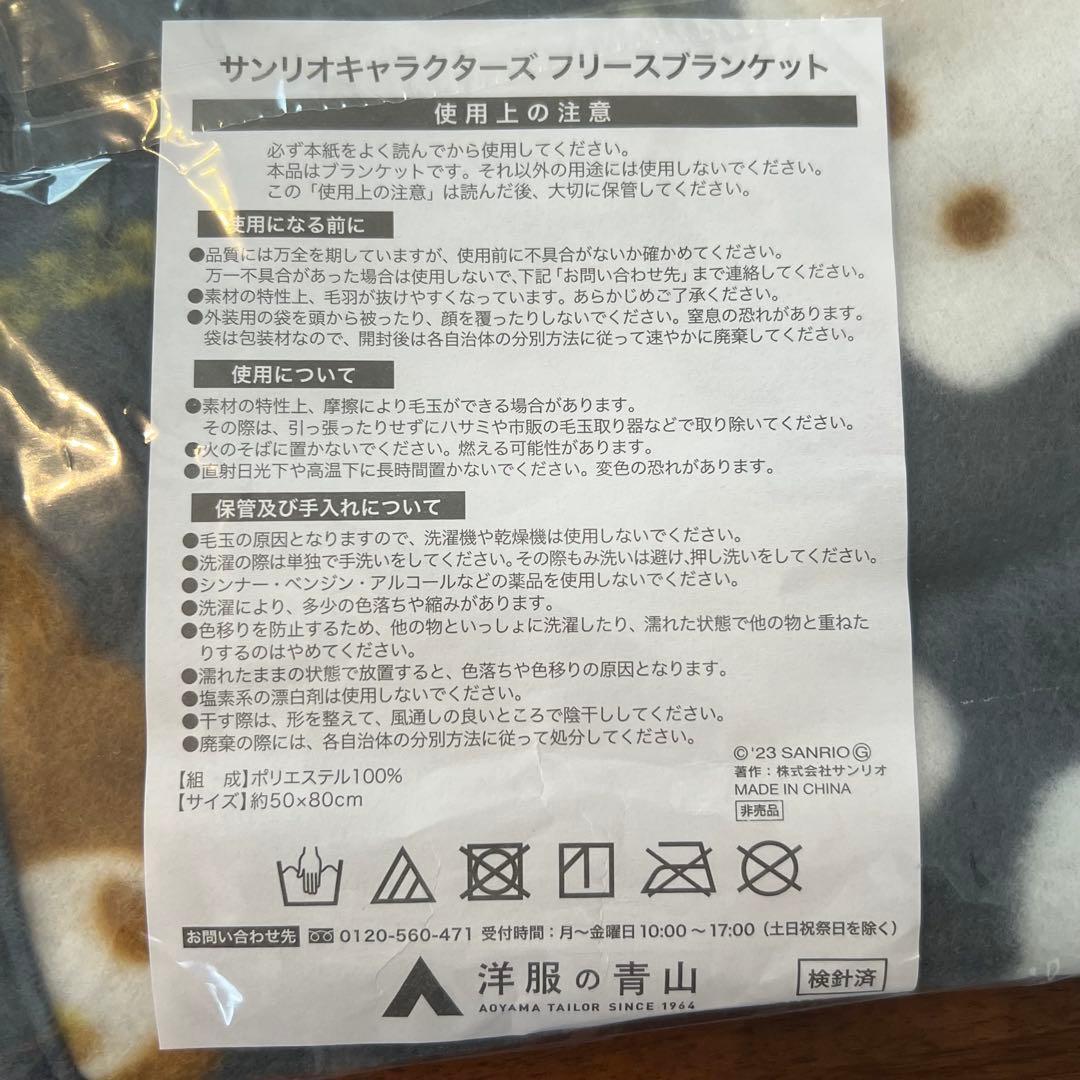 サンリオキャラクターズ フリースブランケット
使用上の注意
必ず本紙をよく読んでから使用してください。
本品はブランケットです。それ以外の用途には使用しないでください。
この「使用上の注意」は読んだ後、大切に保管してください。
使用になる前に
●品質には万全を期していますが、使用前に不具合がないか確かめてください。
万一不具合があった場合は使用しないで、下記「お問い合わせ先」まで連絡してください。
●素材の特性上、毛羽が抜けやすくなっています。あらかじめご了承ください。
●外装用の袋を頭から被ったり、顔を覆ったりしないでください。窒息の恐れがあります。
袋は包装材なので、開封後は各自治体の分別方法に従って速やかに廃棄してください。
使用について
●素材の特性上、摩擦により毛玉ができる場合があります。
その際は、引っ張ったりせずにハサミや市販の毛玉取り器などで取り除いてください。
●火のそばに置かないでください。燃える可能性があります。
●直射日光下や高温下に長時間置かないでください。変色の恐れがあります。
保管及び手入れについて
●毛玉の原因となりますので、洗濯機や乾燥機は使用しないでください。
●洗濯の際は単独で手洗いをしてください。その際もみ洗いは避け、押し洗いをしてください。
●シンナー・ベンジン・アルコールなどの薬品を使用しないでください。
●洗濯により、多少の色落ちや縮みがあります。
●色移りを防止するため、他の物といっしょに洗濯したり、濡れた状態で他の物と重ねた
りするのはやめてください。
●濡れたままの状態で放置すると、色落ちや色移りの原因となります。
●塩素系の漂白剤は使用しないでください。
●干す際は、形を整えて、風通しの良いところで陰干ししてください。
●廃棄の際には、各自治体の分別方法に従って処分してください。
【組　成】ポリエステル100%
【サイズ】約50×80cm
© '23 SANRIO Ⓖ
著作：株式会社サンリオ
MADE IN CHINA
非売品
お問い合わせ先 0120-560-471 受付時間：月〜金曜日10:00〜17:00（土日祝祭日を除く）
洋服の青山
AOYAMA TAILOR SINCE 1964
検針済